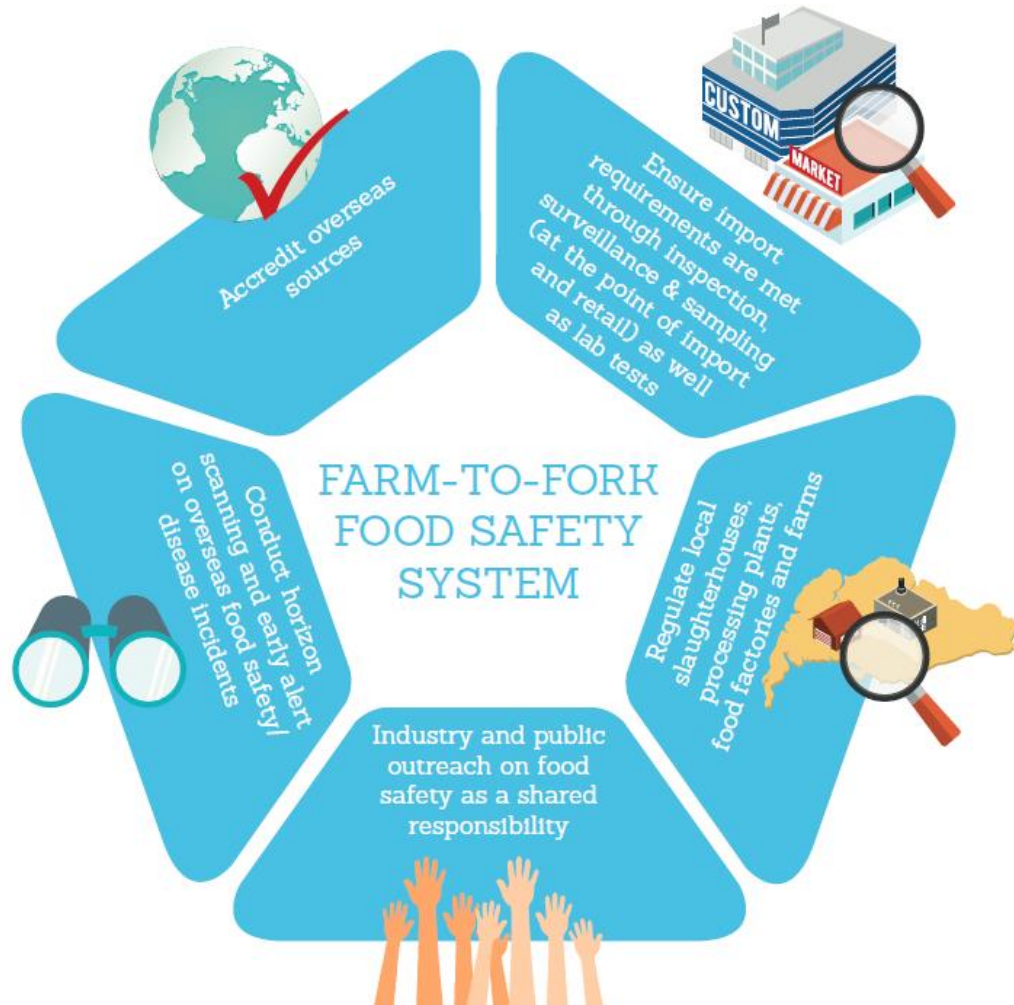 CUSTOM
MARKET
Accredit overseas
sources
Ensure import
requirements are met
through inspection,
surveillance & sampling
(at the point of import
and retail) as well
as lab tests
FARM-TO-FORK
FOOD SAFETY
SYSTEM
Conduct horizon
scanning and early alert
on overseas food safety/
disease incidents
Regulate local
slaughterhouses,
processing plants,
food factories and farms
Industry and public
outreach on food
safety as a shared
responsibility